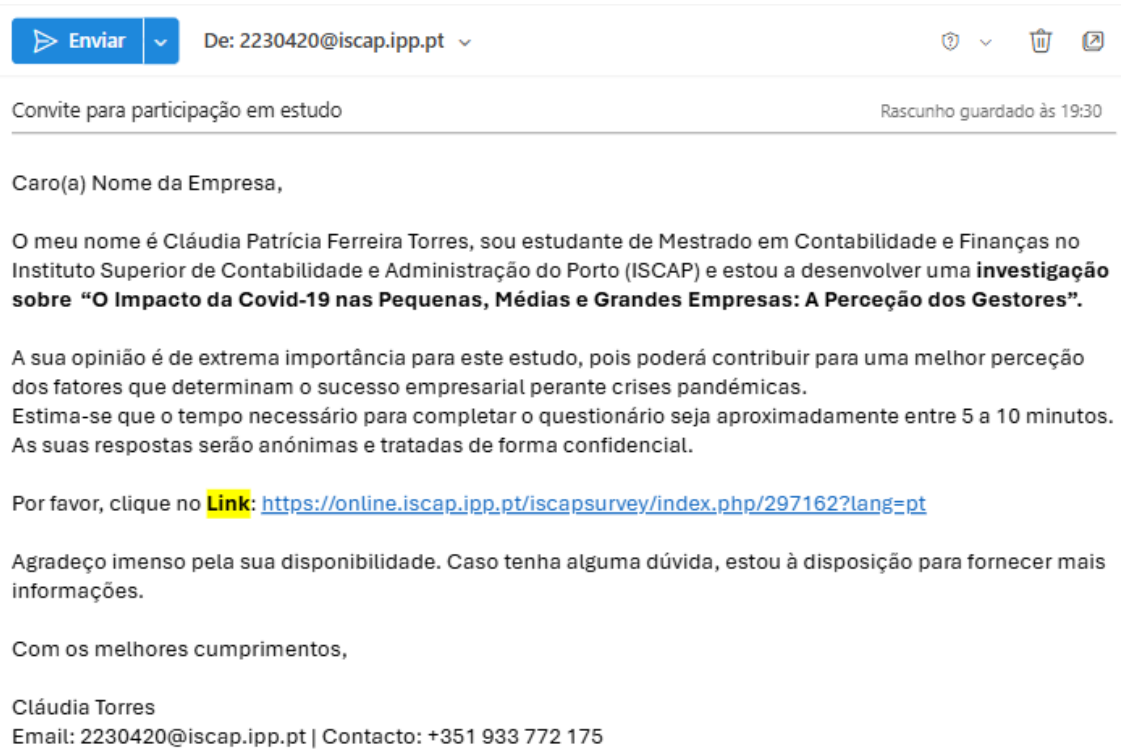 Enviar
De: 2230420@iscap.ipp.pt
Convite para participação em estudo
Rascunho guardado às 19:30
Caro(a) Nome da Empresa,
O meu nome é Cláudia Patrícia Ferreira Torres, sou estudante de Mestrado em Contabilidade e Finanças no
Instituto Superior de Contabilidade e Administração do Porto (ISCAP) e estou a desenvolver uma investigação
sobre “O Impacto da Covid-19 nas Pequenas, Médias e Grandes Empresas: A Perceção dos Gestores”.
A sua opinião é de extrema importância para este estudo, pois poderá contribuir para uma melhor perceção
dos fatores que determinam o sucesso empresarial perante crises pandémicas.
Estima-se que o tempo necessário para completar o questionário seja aproximadamente entre 5 a 10 minutos.
As suas respostas serão anónimas e tratadas de forma confidencial.
Por favor, clique no Link: https://online.iscap.ipp.pt/iscapsurvey/index.php/297162?lang=pt
Agradeço imenso pela sua disponibilidade. Caso tenha alguma dúvida, estou à disposição para fornecer mais
informações.
Com os melhores cumprimentos,
Cláudia Torres
Email: 2230420@iscap.ipp.pt | Contacto: +351 933 772 175